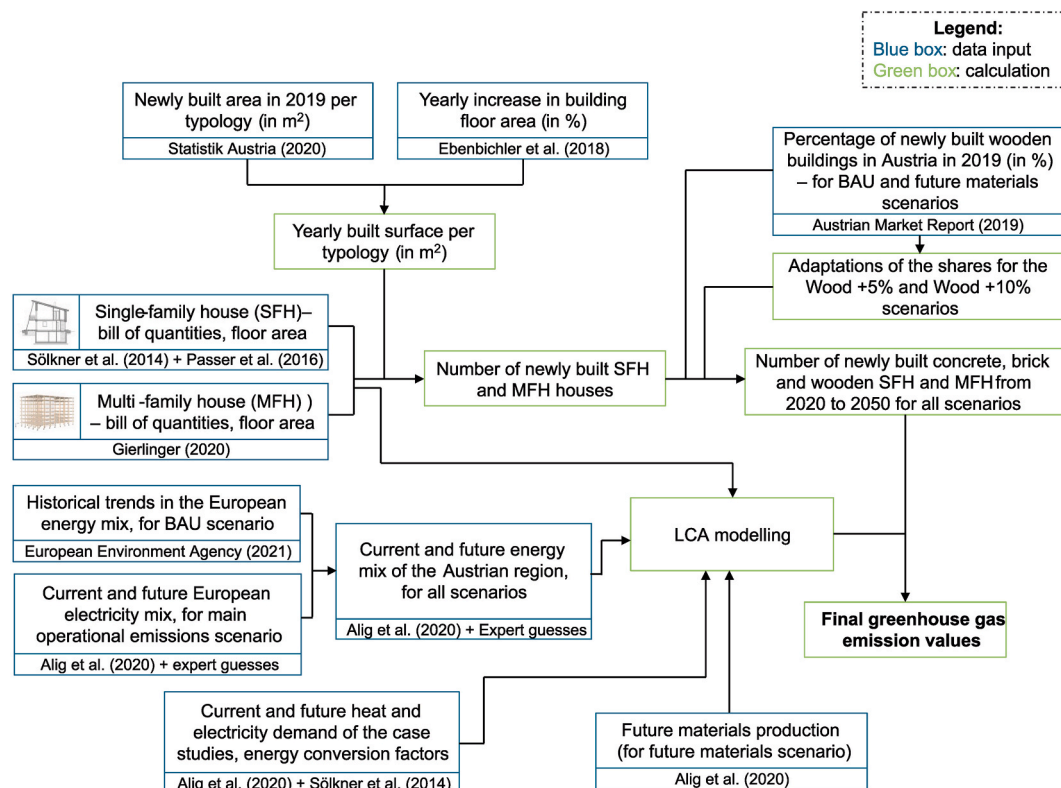 Legend:
Blue box: data input
Green box: calculation
Newly built area in 2019 per
typology (in m²)
Statistik Austria (2020)
Yearly increase in building
floor area (in %)
Ebenbichler et al. (2018)
Percentage of newly built wooden
buildings in Austria in 2019 (in %)
– for BAU and future materials
scenarios
Austrian Market Report (2019)
Yearly built surface per
typology (in m²)
Adaptations of the shares for the
Wood +5% and Wood +10%
scenarios
Single-family house (SFH)–
bill of quantities, floor area
Sölkner et al. (2014) + Passer et al. (2016)
Number of newly built SFH
and MFH houses
Number of newly built concrete, brick
and wooden SFH and MFH from
2020 to 2050 for all scenarios
Multi -family house (MFH) )
– bill of quantities, floor area
Gierlinger (2020)
Historical trends in the European
energy mix, for BAU scenario
European Environment Agency (2021)
Current and future European
electricity mix, for main
operational emissions scenario
Alig et al. (2020) + expert guesses
Current and future energy
mix of the Austrian region,
for all scenarios
Alig et al. (2020) + Expert guesses
LCA modelling
Final greenhouse gas
emission values
Current and future heat and
electricity demand of the case
studies, energy conversion factors
Alig et al. (2020) + Sölkner et al. (2014)
Future materials production
(for future materials scenario)
Alig et al. (2020)